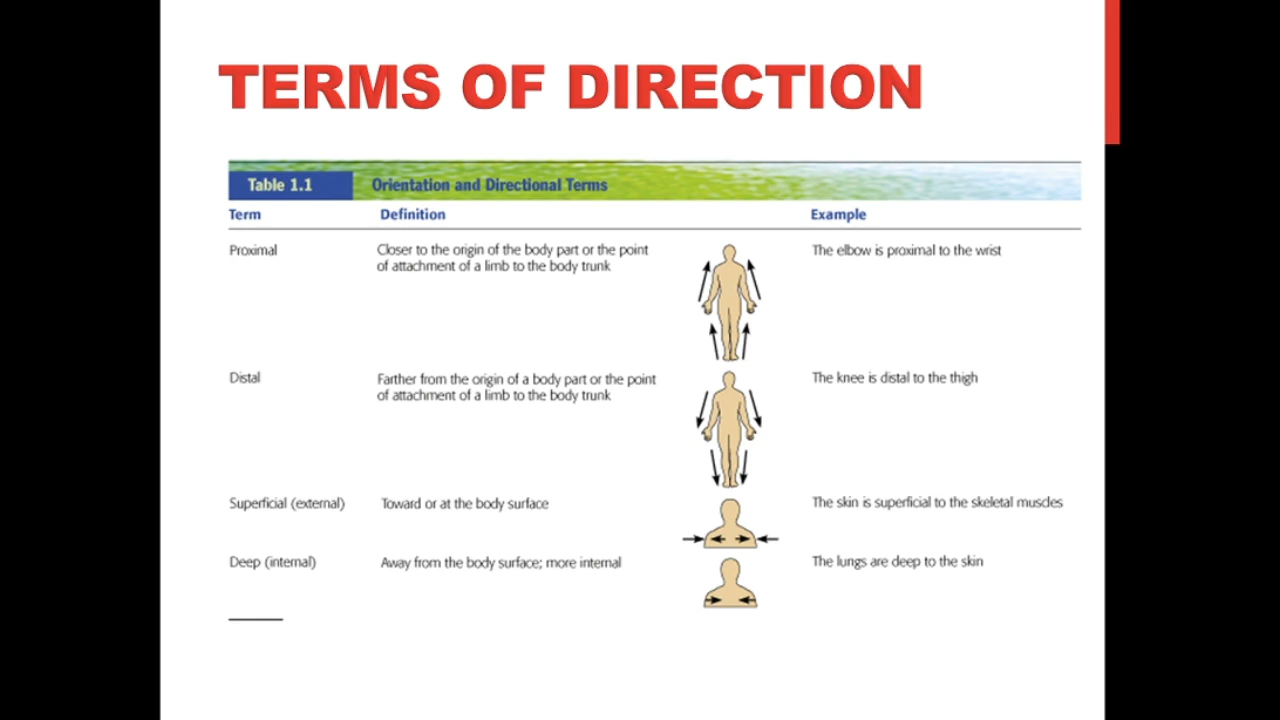 TERMS OF DIRECTION
Table 1.1 Orientation and Directional Terms
Term Definition Example
Proximal Closer to the origin of the body part or the point The elbow is proximal to the wrist
of attachment of a limb to the body trunk
Distal Farther from the origin of a body part or the point The knee is distal to the thigh
of attachment of a limb to the body trunk
Superficial (external) Toward or at the body surface The skin is superficial to the skeletal muscles
Deep (internal) Away from the body surface; more internal The lungs are deep to the skin